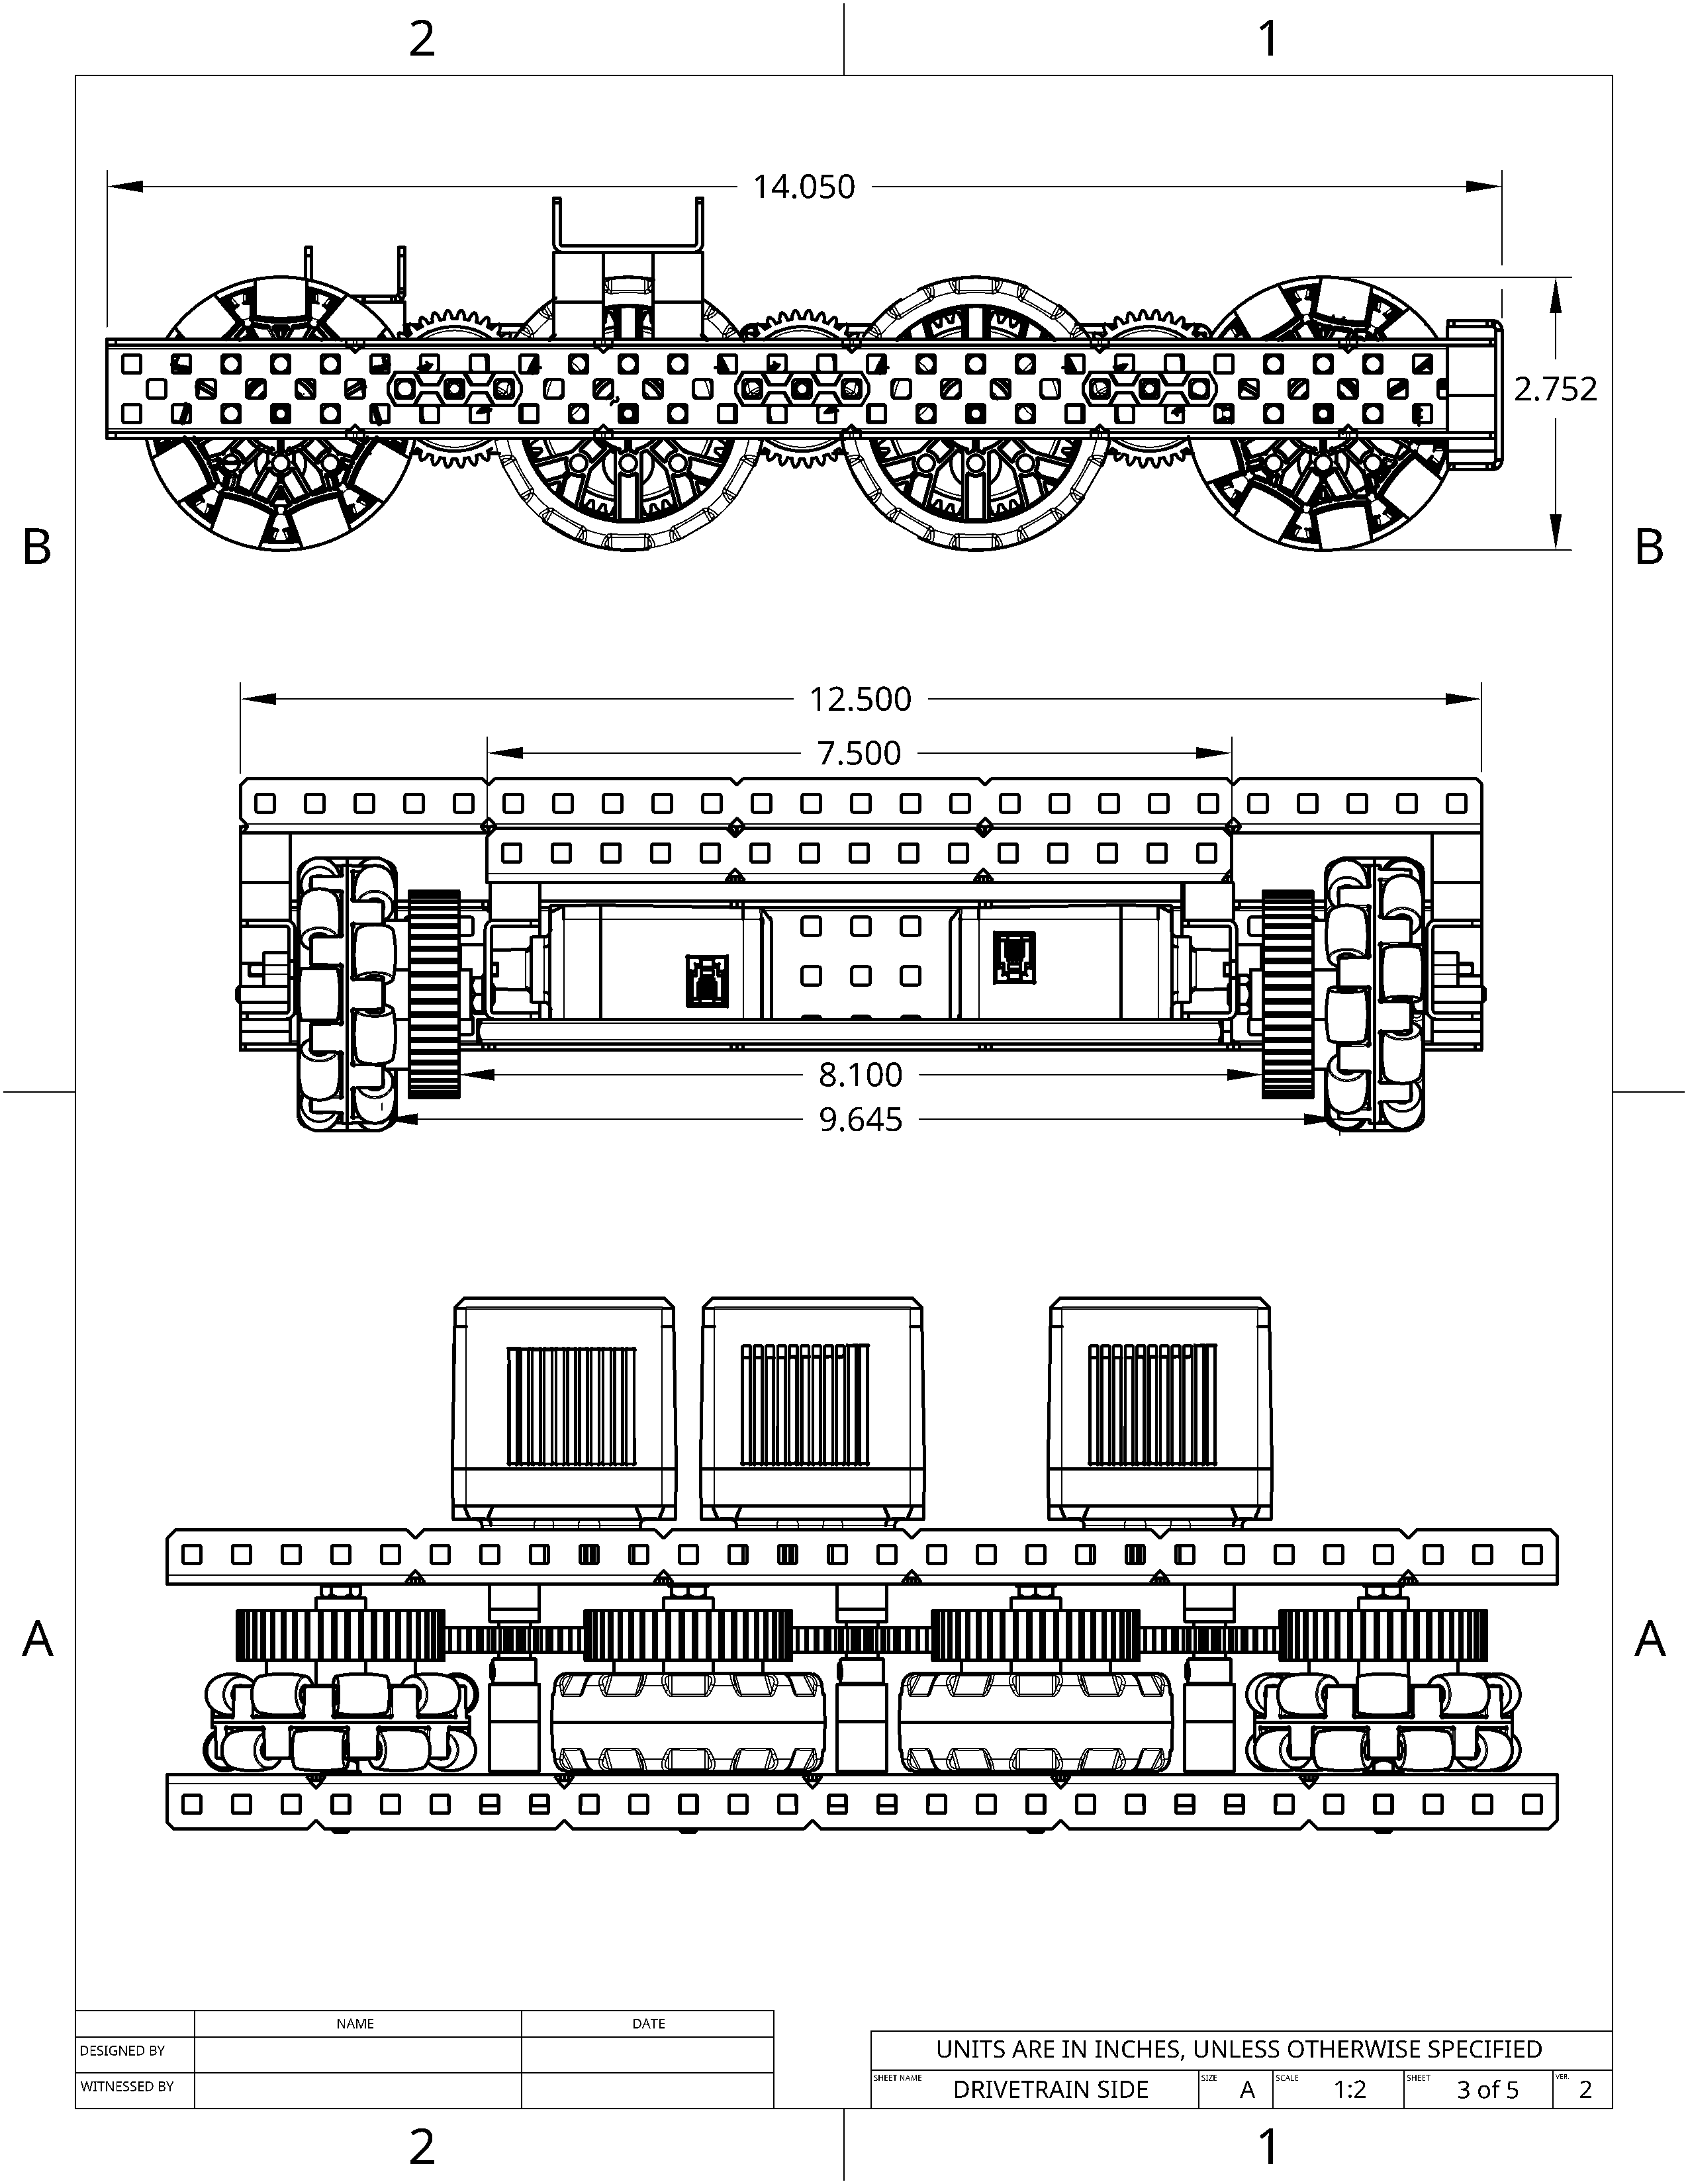 2 1
14.050
2.752
B B
12.500
7.500
8.100
9.645
A A
NAME DATE
DESIGNED BY
WITNESSED BY
UNITS ARE IN INCHES, UNLESS OTHERWISE SPECIFIED
SHEET NAME DRIVETRAIN SIDE SIZE A SCALE 1:2 SHEET 3 of 5 VER. 2
2 1